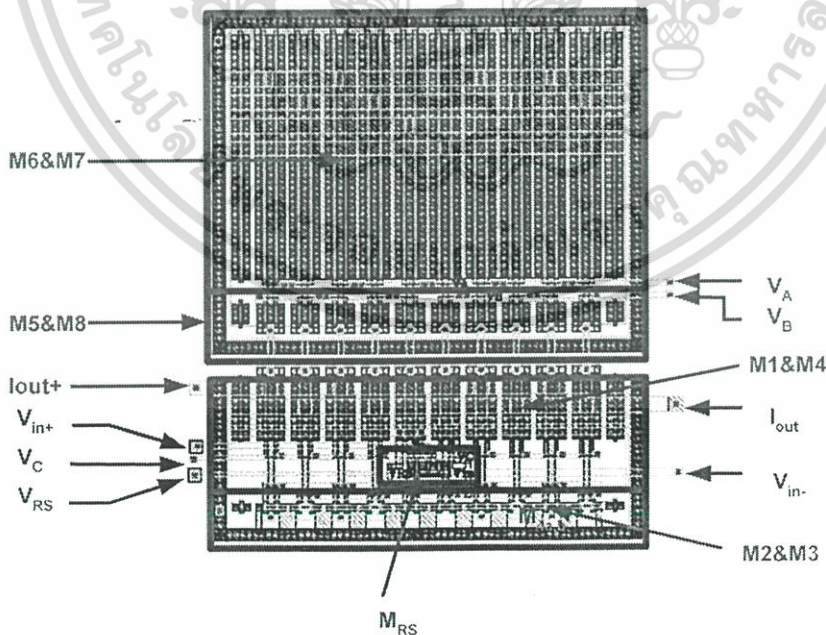 M6&M7
V_A
V_B
M5&M8
Iout+
M1&M4
V_in+
I_out
V_C
V_RS
V_in-
M2&M3
M_RS